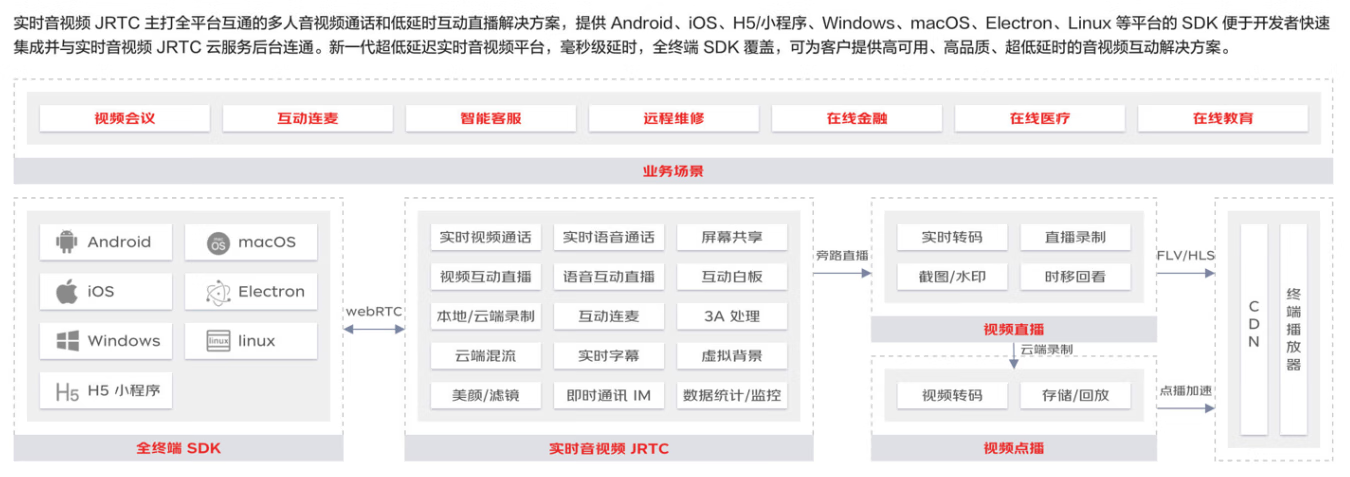 实时音视频 JRTC 主打全平台互通的多人音视频通话和低延时互动直播解决方案，提供 Android、iOS、H5/小程序、Windows、macOS、Electron、Linux 等平台的 SDK 便于开发者快速
集成并与实时音视频 JRTC 云服务后台连通。新一代超低延迟实时音视频平台，毫秒级延时，全终端 SDK 覆盖，可为客户提供高可用、高品质、超低延时的音视频互动解决方案。
视频会议
互动连麦
智能客服
远程维修
在线金融
在线医疗
在线教育
业务场景
Android
macOS
iOS
Electron
Windows
linux
H5 小程序
全终端 SDK
webRTC
实时视频通话
实时语音通话
屏幕共享
视频互动直播
语音互动直播
互动白板
本地/云端录制
互动连麦
3A 处理
云端混流
实时字幕
虚拟背景
美颜/滤镜
即时通讯 IM
数据统计/监控
实时音视频 JRTC
旁路直播
实时转码
直播录制
截图/水印
时移回看
视频直播
云端录制
视频转码
存储/回放
视频点播
FLV/HLS
点播加速
CDN
终端播放器